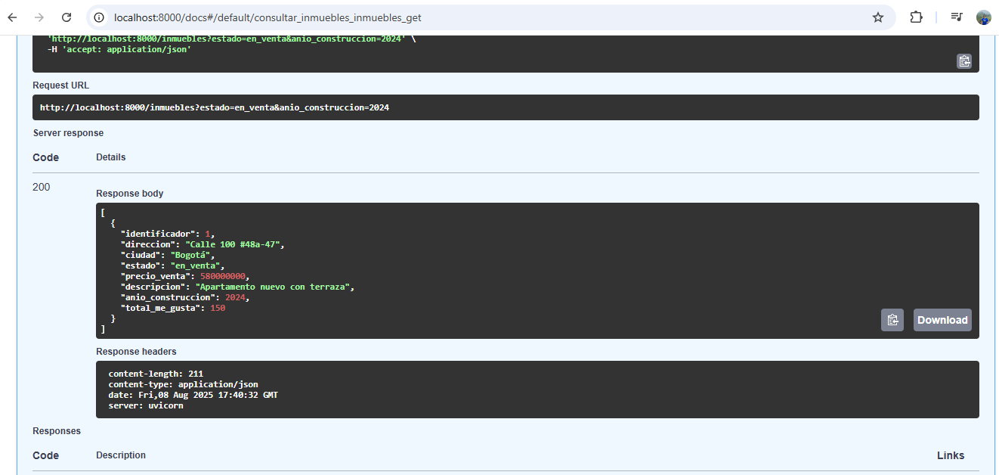 localhost:8000/docs#/default/consultar_inmuebles_inmuebles_get
'http://localhost:8000/inmuebles?estado=en_venta&anio_construccion=2024' \
-H 'accept: application/json'
Request URL
http://localhost:8000/inmuebles?estado=en_venta&anio_construccion=2024
Server response
Code Details
200
Response body
[
{
"identificador": 1,
"direccion": "Calle 100 #48a-47",
"ciudad": "Bogotá",
"estado": "en_venta",
"precio_venta": 580000000,
"descripcion": "Apartamento nuevo con terraza",
"anio_construccion": 2024,
"total_me_gusta": 150
}
]
Download
Response headers
content-length: 211
content-type: application/json
date: Fri,08 Aug 2025 17:40:32 GMT
server: uvicorn
Responses
Code Description Links